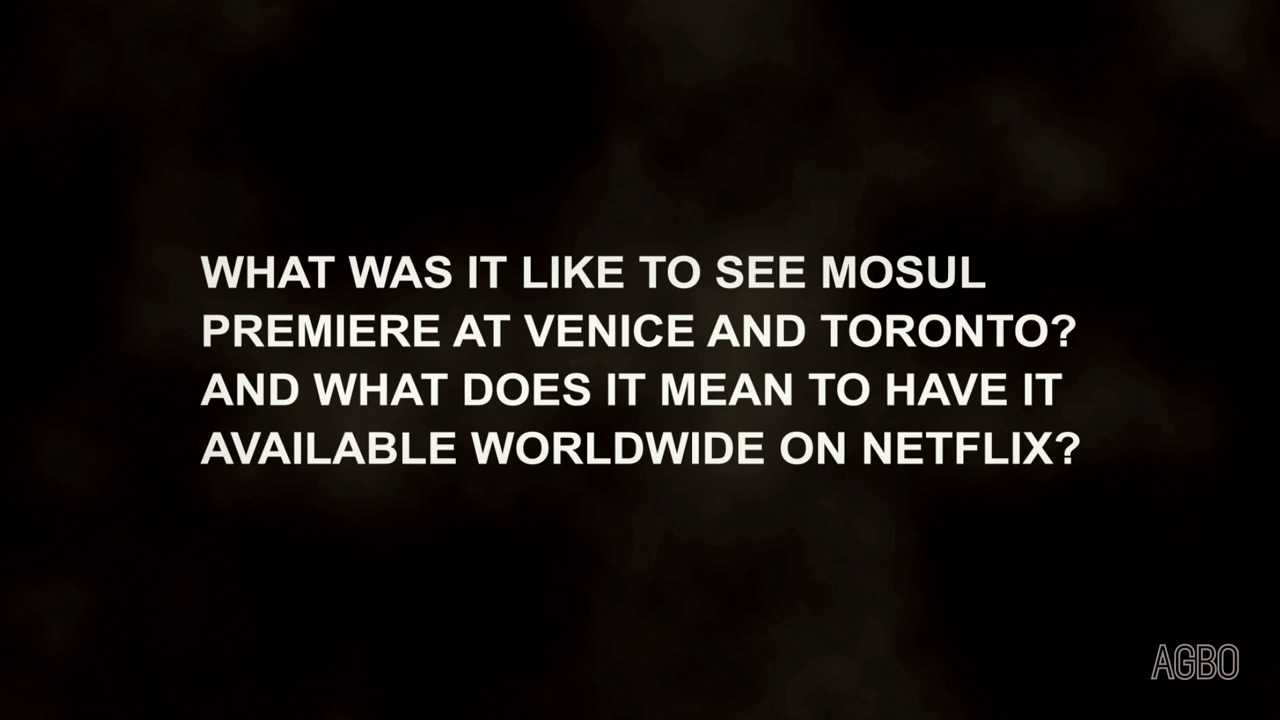 WHAT WAS IT LIKE TO SEE MOSUL
PREMIERE AT VENICE AND TORONTO?
AND WHAT DOES IT MEAN TO HAVE IT
AVAILABLE WORLDWIDE ON NETFLIX?
AGBO